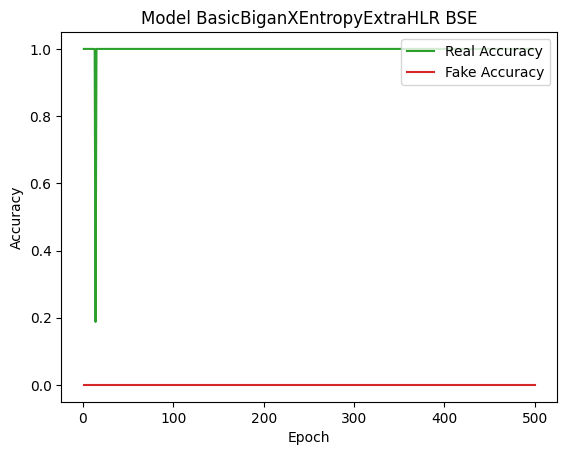 Model BasicBiganXEntropyExtraHLR BSE
Real Accuracy
Fake Accuracy
Accuracy
1.0
0.8
0.6
0.4
0.2
0.0
0
100
200
300
400
500
Epoch